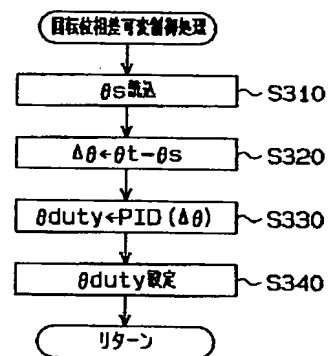 回転位相差可変制御処理
θs読込
S310
Δθ←θt−θs
S320
θduty←PID(Δθ)
S330
θduty設定
S340
リターン